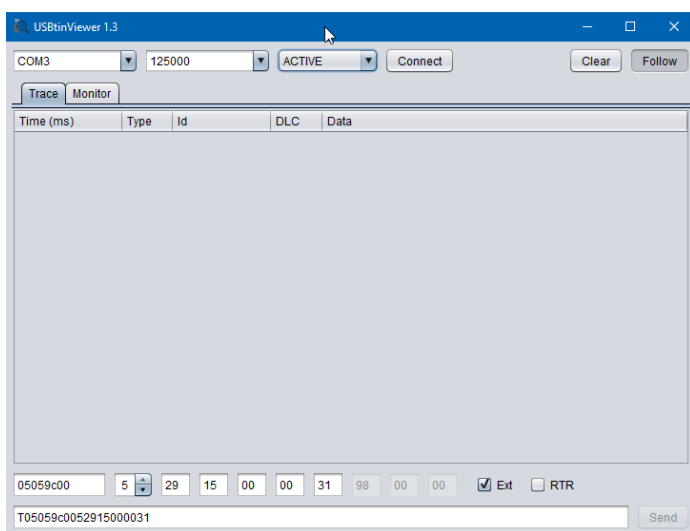 USBtinViewer 1.3
COM3 125000 ACTIVE Connect Clear Follow
Trace Monitor
Time (ms) Type Id DLC Data
05059c00 5 29 15 00 00 31 98 00 00 Ext RTR
T05059c0052915000031 Send